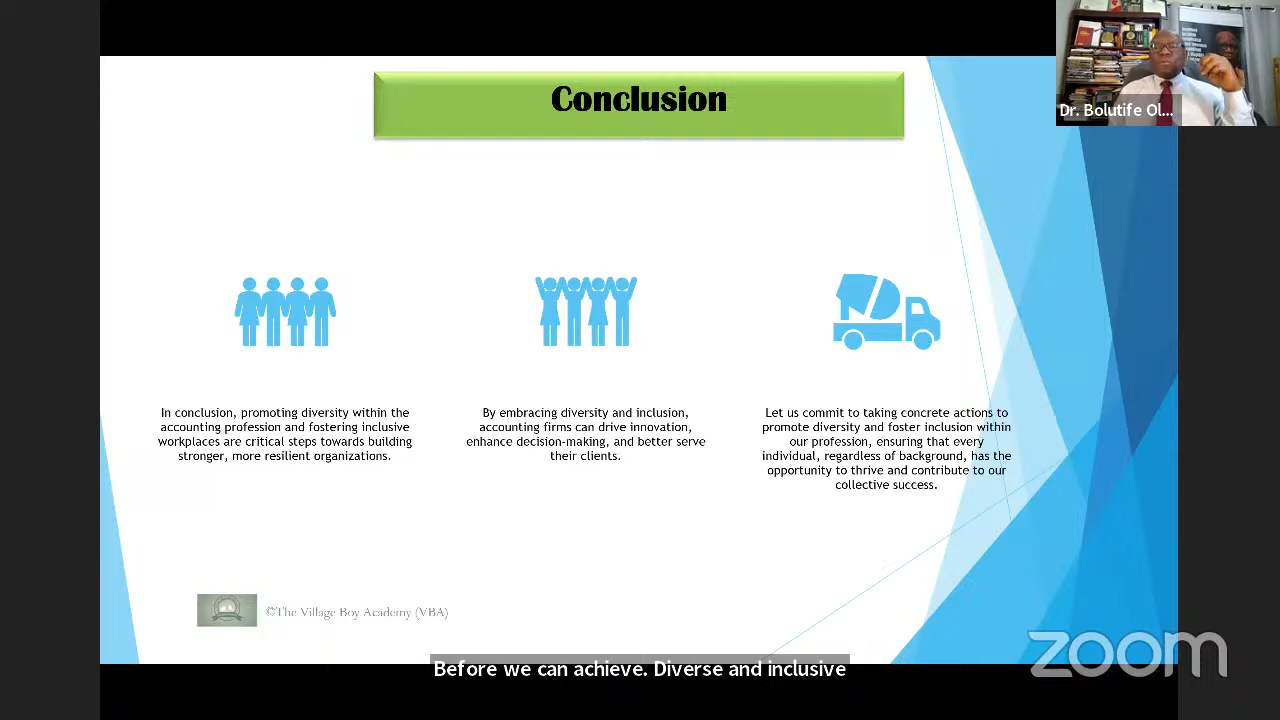 Conclusion
Dr. Bolutife Ol...
In conclusion, promoting diversity within the
accounting profession and fostering inclusive
workplaces are critical steps towards building
stronger, more resilient organizations.
By embracing diversity and inclusion,
accounting firms can drive innovation,
enhance decision-making, and better serve
their clients.
Let us commit to taking concrete actions to
promote diversity and foster inclusion within
our profession, ensuring that every
individual, regardless of background, has the
opportunity to thrive and contribute to our
collective success.
©The Village Boy Academy (VBA)
zoom
Before we can achieve. Diverse and inclusive